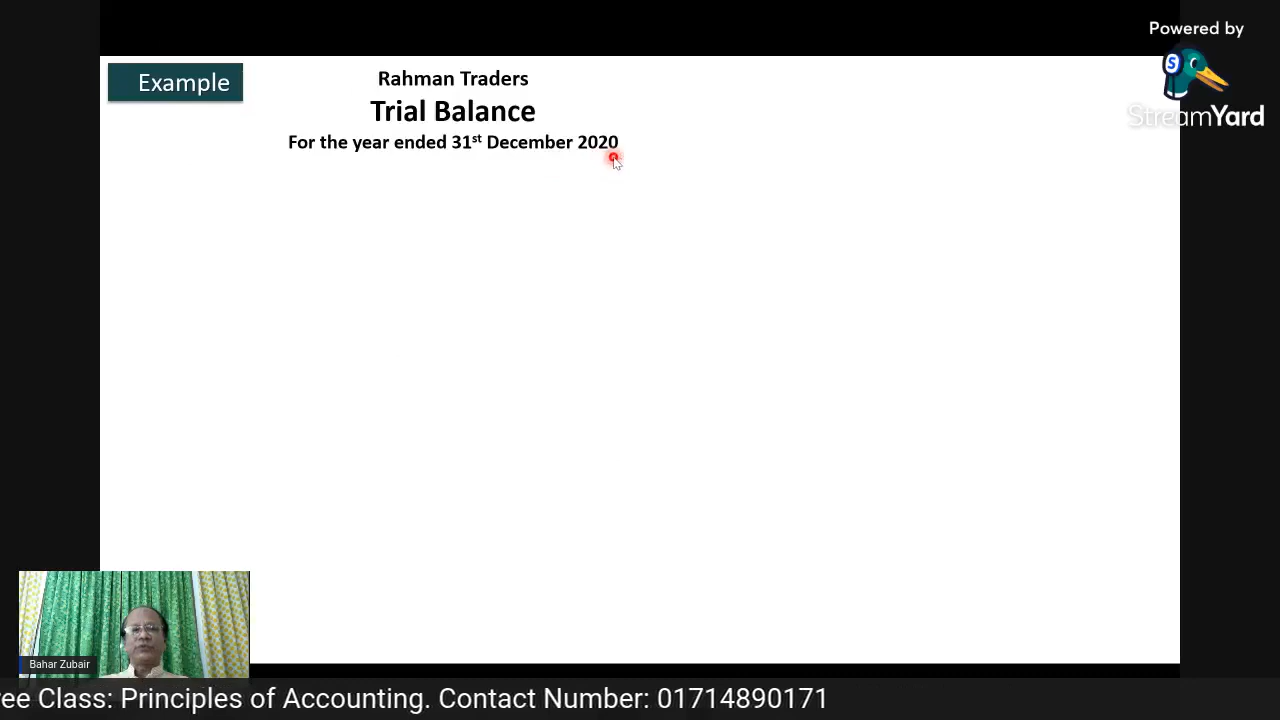 Powered by
StreamYard
Example
Rahman Traders
Trial Balance
For the year ended 31st December 2020
Bahar Zubair
ree Class: Principles of Accounting. Contact Number: 01714890171